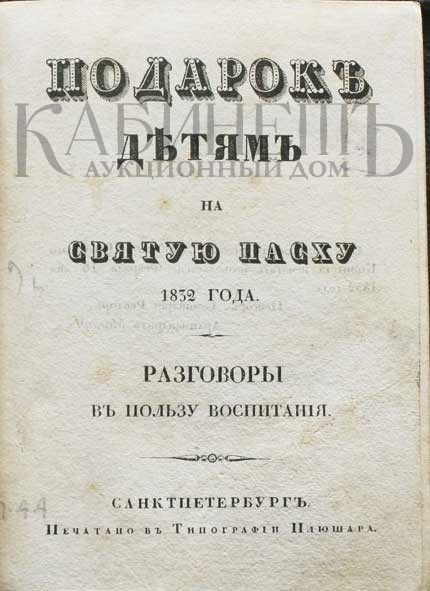 ПОДАРОКЪ
КАБИНЕТЪ
ДѢТЯМЪ
АУКЦИОННЫЙ ДОМ
НА
СВЯТУЮ ПАСХУ
1832 ГОДА.
РАЗГОВОРЫ
ВЪ ПОЛЬЗУ ВОСПИТАНІЯ.
САНКТПЕТЕРБУРГЪ.
ПЕЧАТАНО ВЪ ТИПОГРАФІИ ПЛЮШАРА.